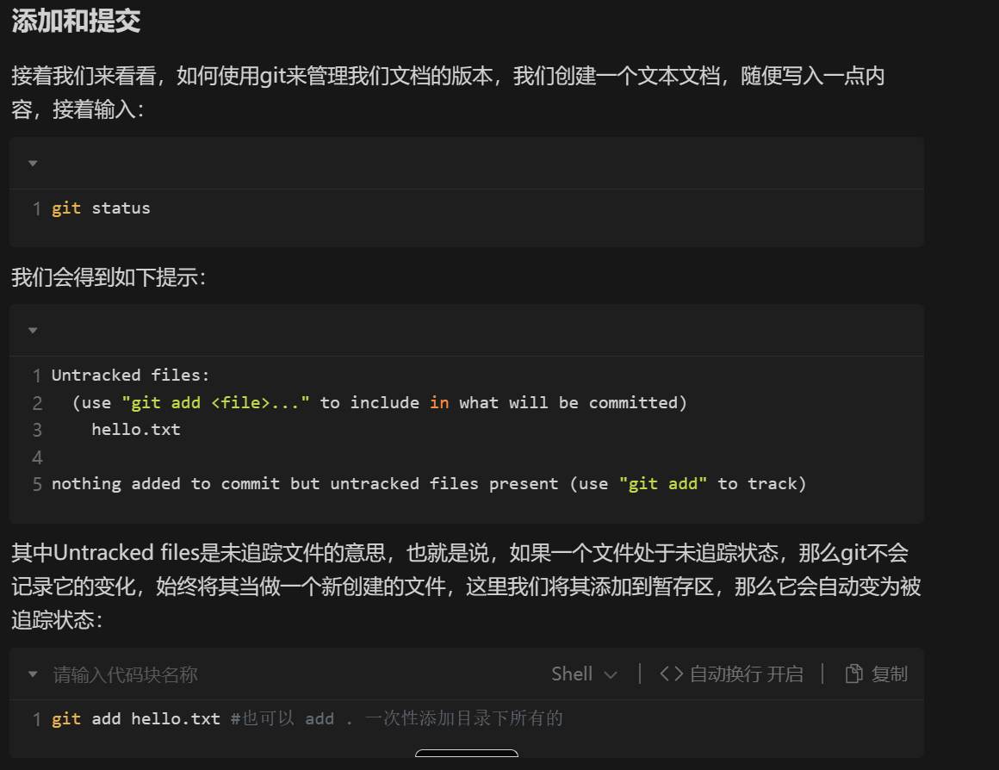 添加和提交
接着我们来看看，如何使用git来管理我们文档的版本，我们创建一个文本文档，随便写入一点内
容，接着输入：
1 git status
我们会得到如下提示：
1 Untracked files:
2   (use "git add <file>..." to include in what will be committed)
3     hello.txt
4
5 nothing added to commit but untracked files present (use "git add" to track)
其中Untracked files是未追踪文件的意思，也就是说，如果一个文件处于未追踪状态，那么git不会
记录它的变化，始终将其当做一个新创建的文件，这里我们将其添加到暂存区，那么它会自动变为被
追踪状态：
请输入代码块名称 Shell 自动换行 开启 复制
1 git add hello.txt #也可以 add . 一次性添加目录下所有的